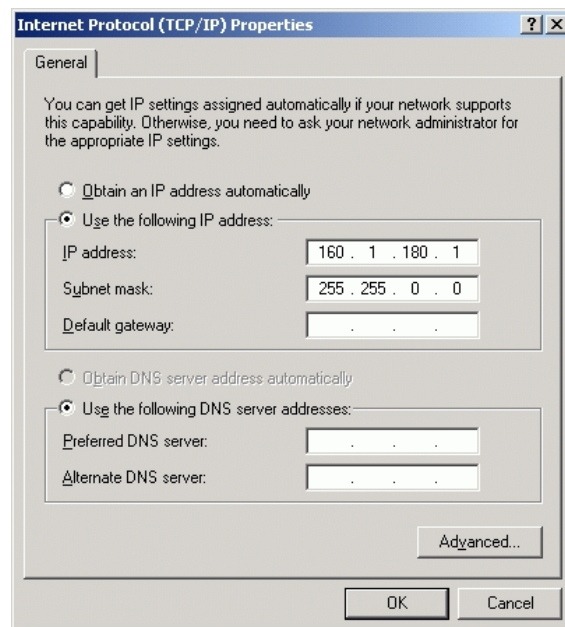 Internet Protocol (TCP/IP) Properties
General
You can get IP settings assigned automatically if your network supports
this capability. Otherwise, you need to ask your network administrator for
the appropriate IP settings.
Obtain an IP address automatically
Use the following IP address:
IP address: 160 . 1 . 180 . 1
Subnet mask: 255 . 255 . 0 . 0
Default gateway: . . .
Obtain DNS server address automatically
Use the following DNS server addresses:
Preferred DNS server: . . .
Alternate DNS server: . . .
Advanced...
OK Cancel